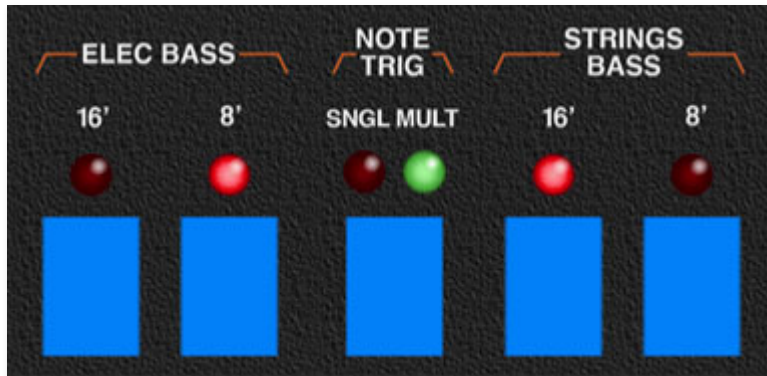 ELEC BASS
NOTE
TRIG
STRINGS
BASS
16’
8’
SNGL MULT
16’
8’